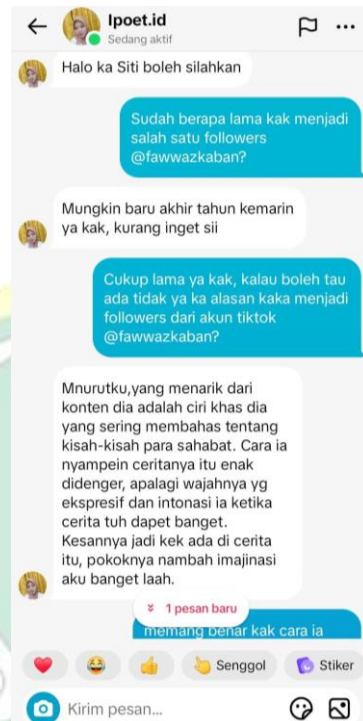 lpoet.id
Sedang aktif
Halo ka Siti boleh silahkan
Sudah berapa lama kak menjadi
salah satu followers
@fawwazkaban?
Mungkin baru akhir tahun kemarin
ya kak, kurang inget sii
Cukup lama ya kak, kalau boleh tau
ada tidak ya ka alasan kaka menjadi
followers dari akun tiktok
@fawwazkaban?
Mnurutku,yang menarik dari
konten dia adalah ciri khas dia
yang sering membahas tentang
kisah-kisah para sahabat. Cara ia
nyampein ceritanya itu enak
didenger, apalagi wajahnya yg
ekspresif dan intonasi ia ketika
cerita tuh dapet banget.
Kesannya jadi kek ada di cerita
itu, pokoknya nambah imajinasi
aku banget laah.
1 pesan baru
memang benar kak cara ia
Senggol
Stiker
Kirim pesan...